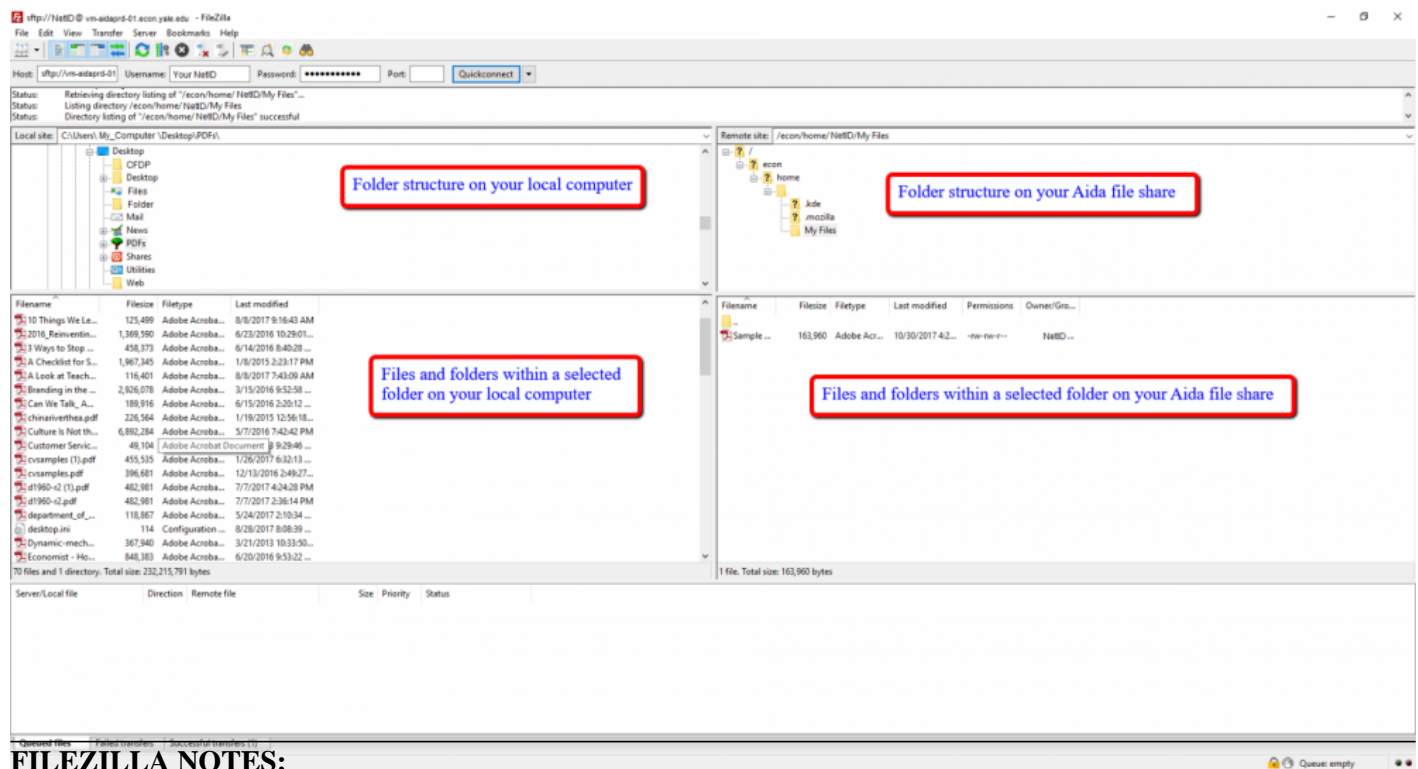 sftp://NetID@ vm-aidaprd-01.econ.yale.edu - FileZilla
File Edit View Transfer Server Bookmarks Help
Host: sftp://vm-aidaprd-01 Username: Your NetID Password: ●●●●●●●●●●● Port: Quickconnect
Status: Retrieving directory listing of "/econ/home/ NetID/My Files"...
Status: Listing directory /econ/home/ NetID/My Files
Status: Directory listing of "/econ/home/ NetID/My Files" successful
Local site: C:\Users\ My_Computer \Desktop\PDFs\
Desktop
CFDP
Desktop
Files
Folder
Mail
News
PDFs
Shares
Utilities
Web
Folder structure on your local computer
Remote site: /econ/home/ NetID/My Files
/
econ
home
.kde
.mozilla
My Files
Folder structure on your Aida file share
Filename Filesize Filetype Last modified
10 Things We Le... 125,499 Adobe Acroba... 8/8/2017 9:16:43 AM
2016_Reinventin... 1,369,590 Adobe Acroba... 6/23/2016 10:29:01...
3 Ways to Stop ... 458,373 Adobe Acroba... 6/14/2016 8:40:28 ...
A Checklist for S... 1,967,345 Adobe Acroba... 1/8/2015 2:23:17 PM
A Look at Teach... 116,401 Adobe Acroba... 8/8/2017 7:43:09 AM
Branding in the ... 2,926,078 Adobe Acroba... 3/15/2016 9:52:58 ...
Can We Talk_ A... 189,916 Adobe Acroba... 6/15/2016 2:20:12 ...
chinariverthea.pdf 226,564 Adobe Acroba... 1/19/2015 12:56:18...
Culture Is Not th... 6,892,284 Adobe Acroba... 5/7/2016 7:42:42 PM
Customer Servic... 49,104 Adobe Acrobat Document 9:29:46 ...
cvsamples (1).pdf 455,535 Adobe Acroba... 1/26/2017 6:32:13 ...
cvsamples.pdf 396,681 Adobe Acroba... 12/13/2016 2:49:27...
d1960-r2 (1).pdf 482,981 Adobe Acroba... 7/7/2017 4:24:28 PM
d1960-r2.pdf 482,981 Adobe Acroba... 7/7/2017 2:36:14 PM
department_of_... 118,867 Adobe Acroba... 5/24/2017 2:10:34 ...
desktop.ini 114 Configuration ... 8/28/2017 8:08:39 ...
Dynamic-mech... 367,940 Adobe Acroba... 3/21/2013 10:33:50...
Economist - Ho... 848,383 Adobe Acroba... 6/20/2016 9:53:22 ...
70 files and 1 directory. Total size: 232,215,791 bytes
Files and folders within a selected
folder on your local computer
Filename Filesize Filetype Last modified Permissions Owner/Gro...
..
Sample ... 163,960 Adobe Acr... 10/30/2017 4:2... -rw-rw-r-- NetID ...
Files and folders within a selected folder on your Aida file share
1 file. Total size: 163,960 bytes
Server/Local file Direction Remote file Size Priority Status
Queued files Failed transfers Successful transfers (1)
FILEZILLA NOTES:
Queue: empty